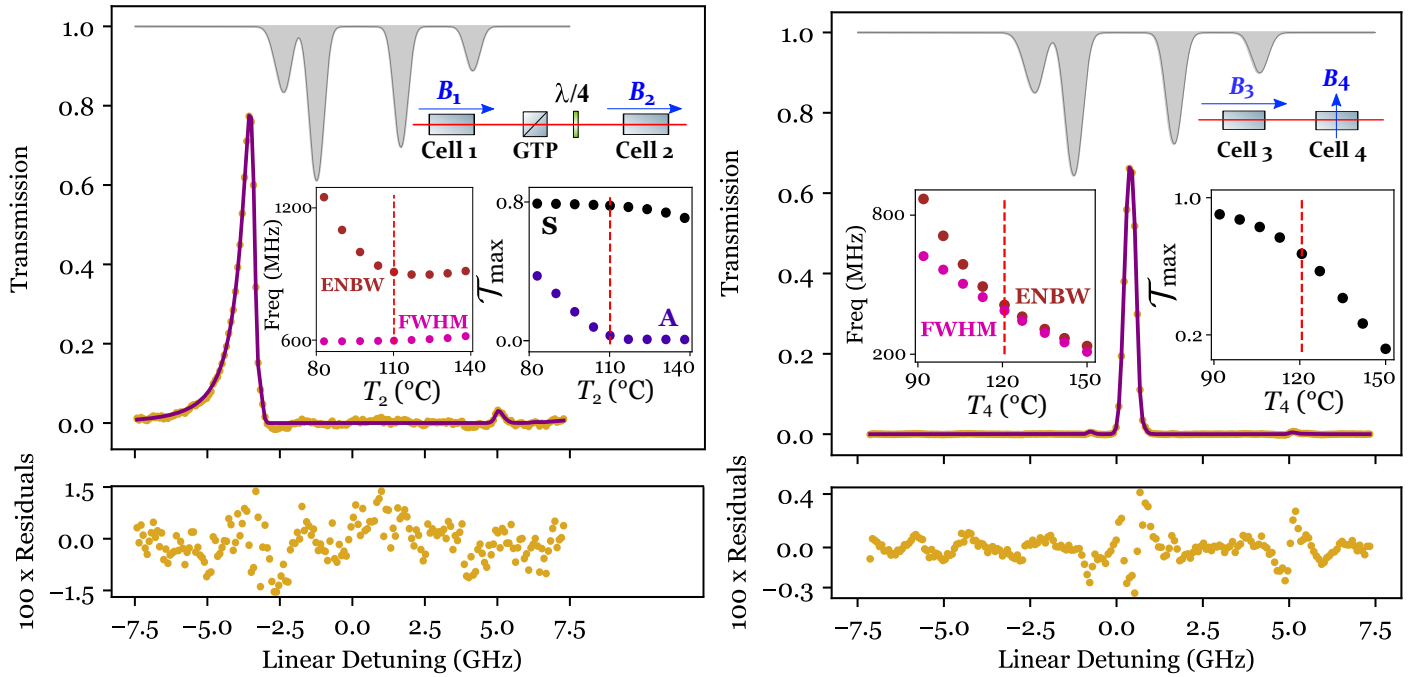 1.0
0.8
0.6
0.4
0.2
0.0
Transmission
B1
λ/4
B2
Cell 1
GTP
Cell 2
1200
600
Freq (MHz)
ENBW
FWHM
80
110
140
T2 (°C)
0.8
0.0
𝒯max
S
A
80
110
140
T2 (°C)
1.5
0.0
−1.5
100 x Residuals
−7.5
−5.0
−2.5
0.0
2.5
5.0
7.5
Linear Detuning (GHz)
1.0
0.8
0.6
0.4
0.2
0.0
Transmission
B3
B4
Cell 3
Cell 4
800
200
Freq (MHz)
ENBW
FWHM
90
120
150
T4 (°C)
1.0
0.2
𝒯max
90
120
150
T4 (°C)
0.4
0.0
−0.3
100 x Residuals
−7.5
−5.0
−2.5
0.0
2.5
5.0
7.5
Linear Detuning (GHz)